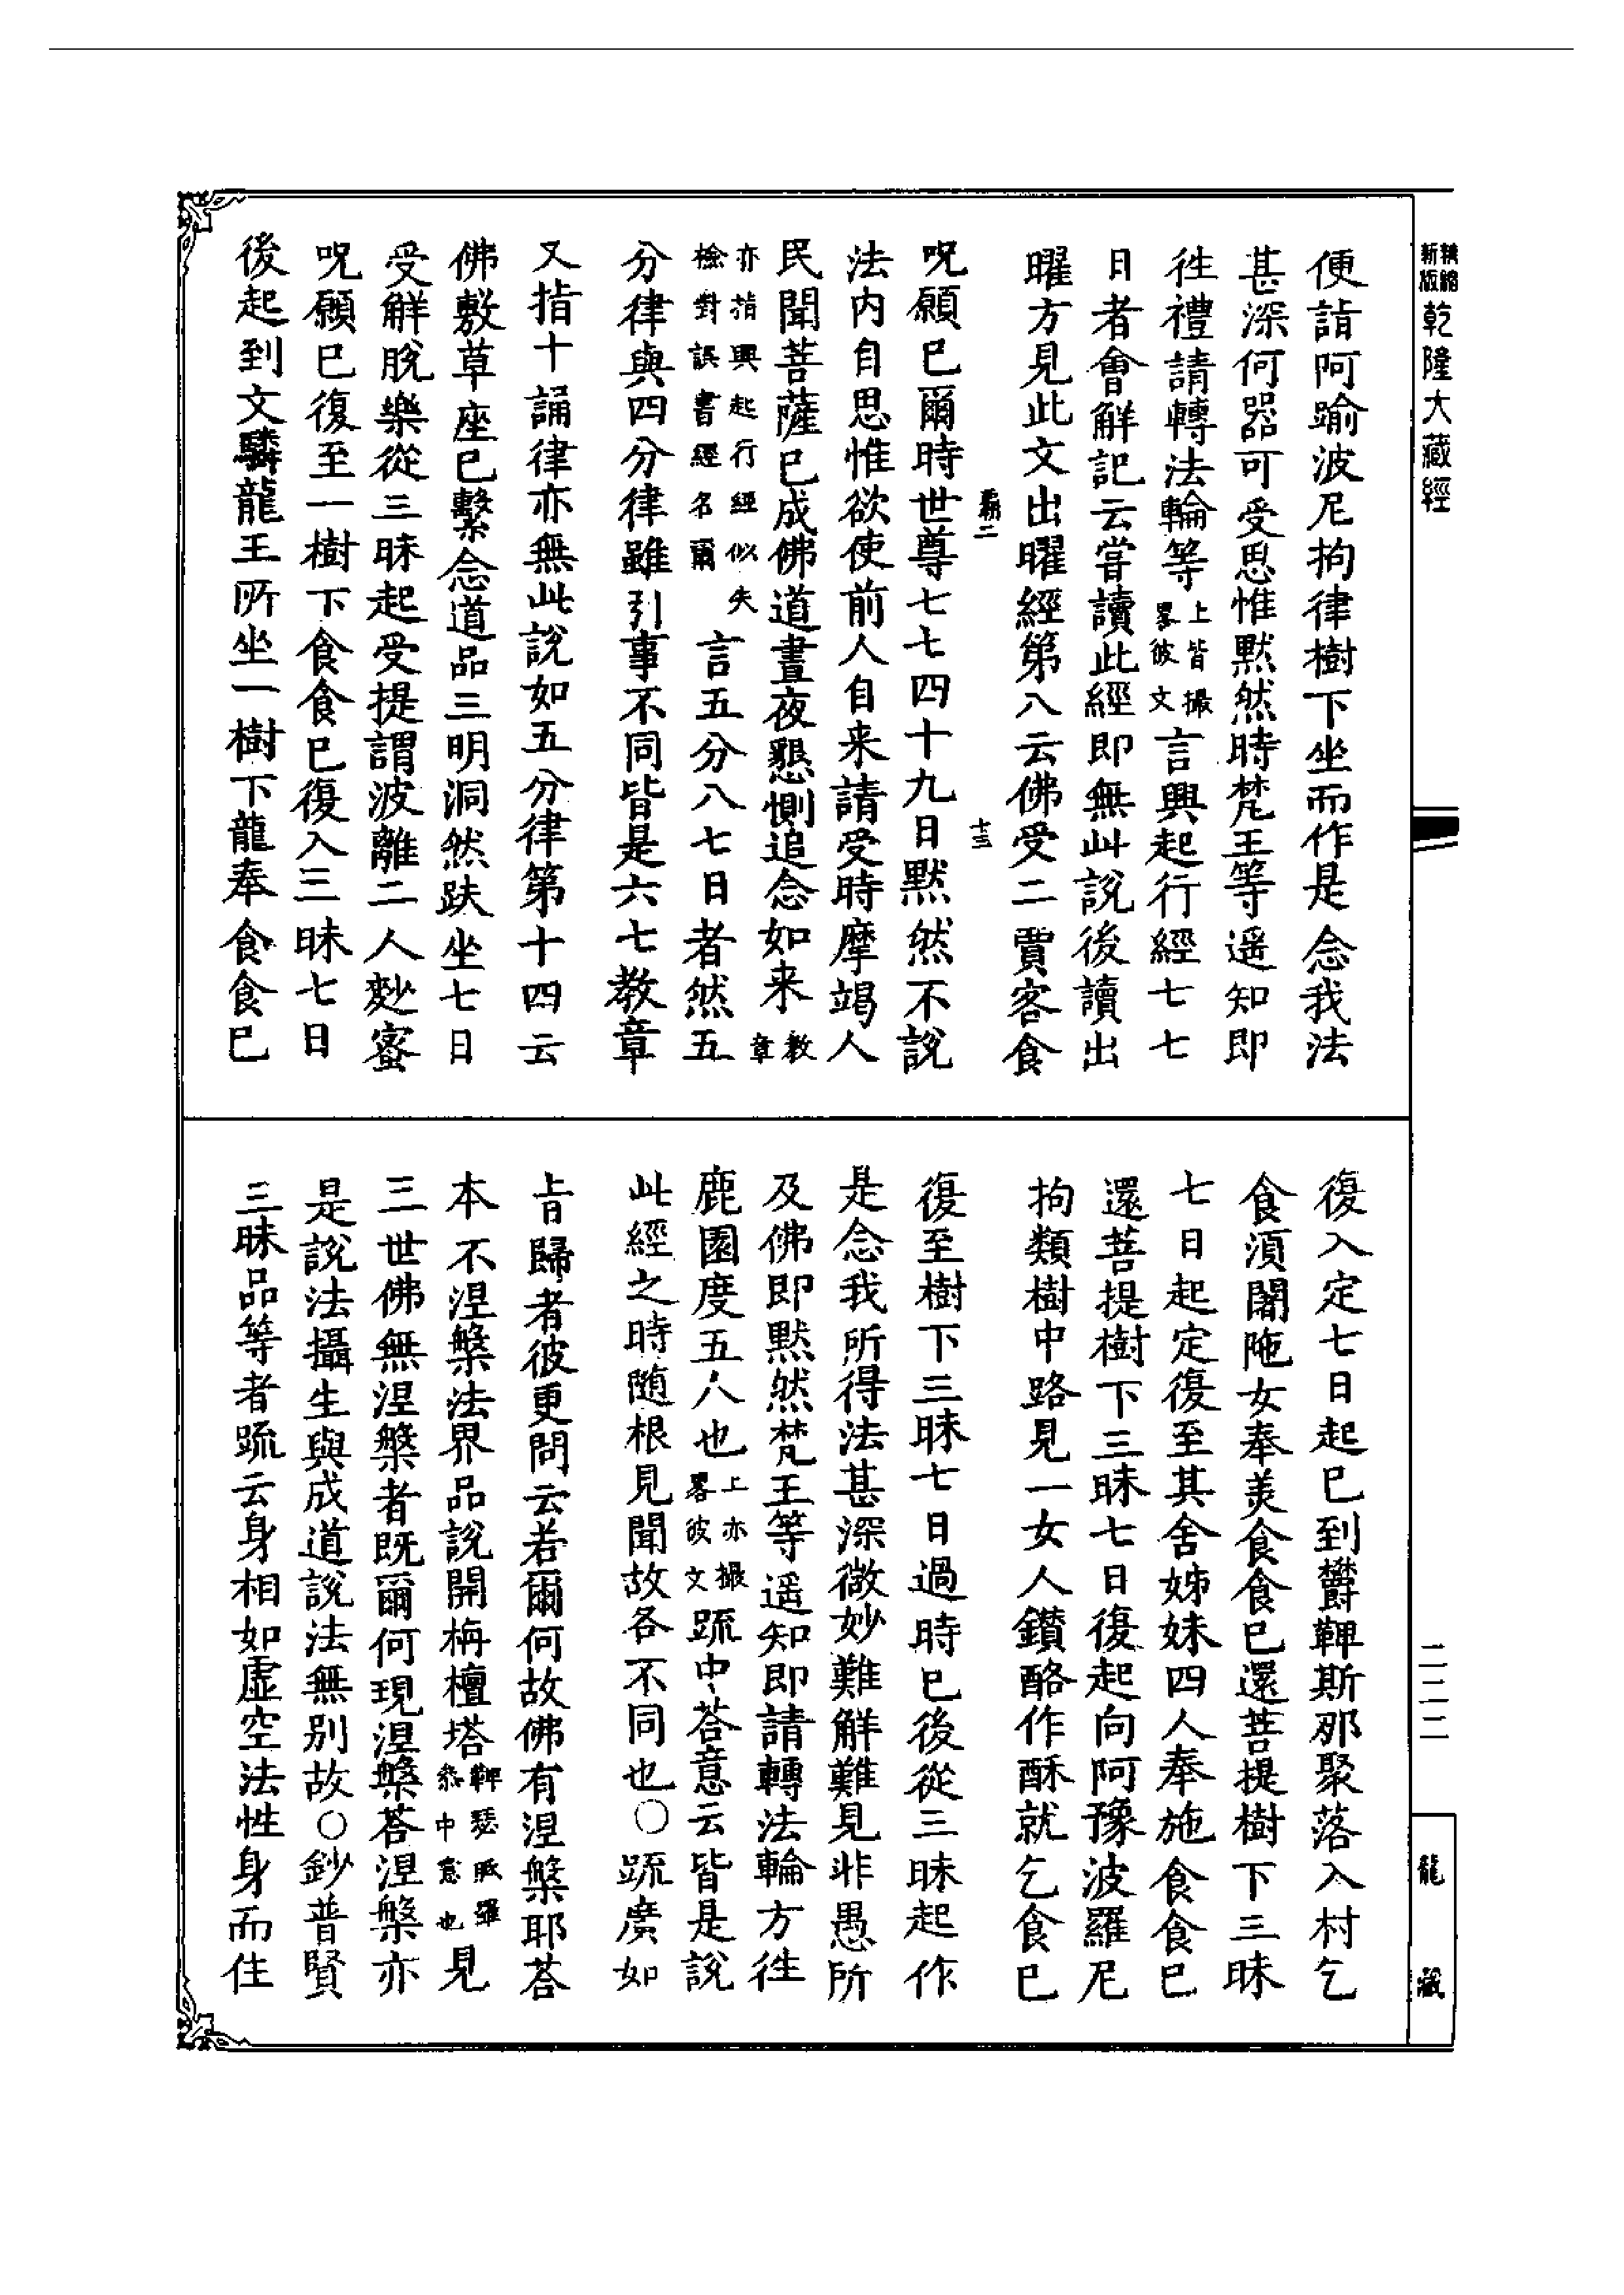 精縮新版乾隆大藏經
便詣阿踰波尼拘律樹下坐而作是念我法
甚深何器可受思惟默然時梵王等遥知即
徃禮請轉法輪等上皆撮畧彼文言興起行經七七
日者會解記云甞讀此經即無此說後讀出
曜方見此文出曜經第八云佛受二賈客食
十三
呪願已爾時世尊七七四十九日默然不說
法內自思惟欲使前人自來請受時摩竭人
民聞菩薩已成佛道晝夜懇惻追念如來教章
亦指興起行經似失檢對誤書經名爾言五分八七日者然五
分律與四分律雖引事不同皆是六七教章
又指十誦律亦無此說如五分律第十四云
佛敷草座已繫念道品三明洞然趺坐七日
受解脫樂從三昧起受提謂波離二人麨蜜
呪願已復至一樹下食食已復入三昧七日
後起到文驎龍王所坐一樹下龍奉食食已
復入定七日起已到欝鞞斯那聚落入村乞
食須闍陁女奉羙食食已還菩提樹下三昧
七日起定復至其舍姊妹四人奉施食食已
還菩提樹下三昧七日復起向阿豫波羅尼
拘類樹中路見一女人鑽酪作酥就乞食已
復至樹下三昧七日過時已後從三昧起作
是念我所得法甚深微妙難解難見非愚所
及佛即默然梵王等遥知即請轉法輪方徃
鹿園度五人也上亦撮畧彼文䟽中荅意云皆是說
此經之時隨根見聞故各不同也○䟽廣如
㫖歸者彼更問云若爾何故佛有涅槃耶荅
本不涅槃法界品說開栴檀塔鞞瑟胝羅叅中意也見
三世佛無涅槃者既爾何現涅槃荅涅槃亦
是說法攝生與成道說法無別故○鈔普賢
三昧品等者䟽云身相如虛空法性身而住
二二二
龍藏